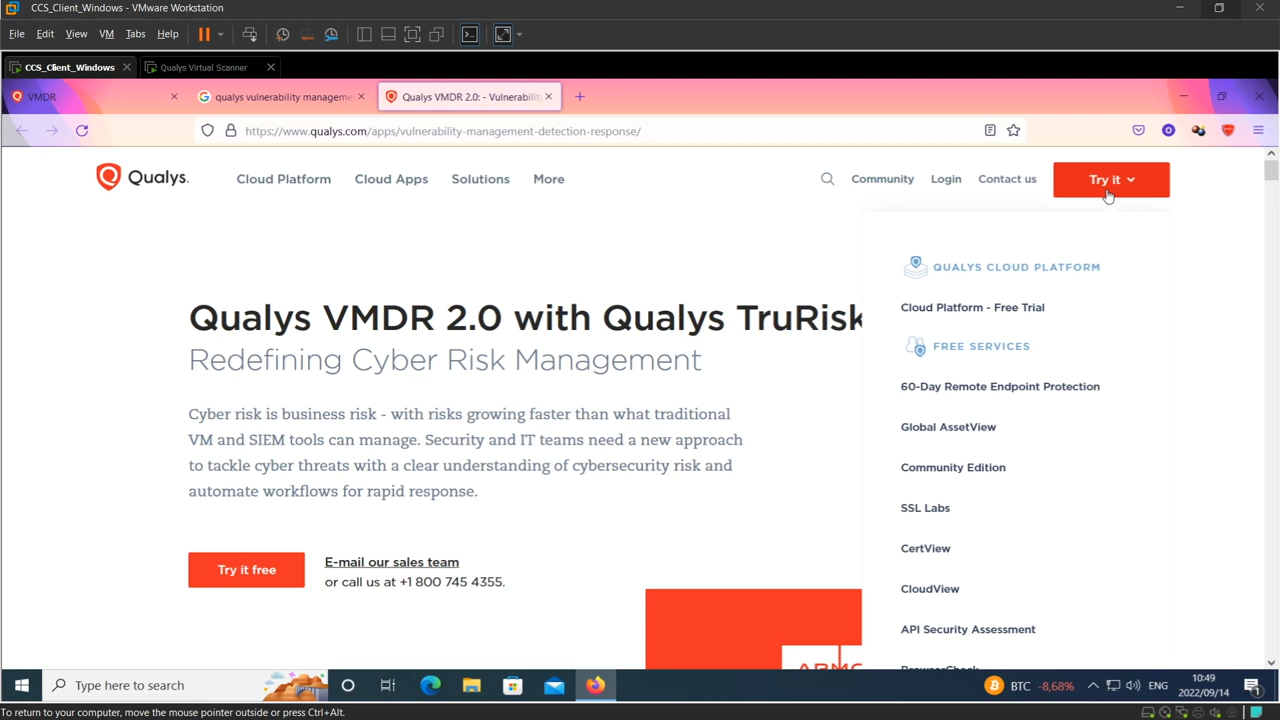 CCS_Client_Windows - VMware Workstation
File Edit View VM Tabs Help
CCS_Client_Windows Qualys Virtual Scanner
VMDR qualys vulnerability manageme Qualys VMDR 2.0: - Vulnerabilit
https://www.qualys.com/apps/vulnerability-management-detection-response/
Qualys. Cloud Platform Cloud Apps Solutions More Community Login Contact us Try it
QUALYS CLOUD PLATFORM
Cloud Platform - Free Trial
FREE SERVICES
60-Day Remote Endpoint Protection
Global AssetView
Community Edition
SSL Labs
CertView
CloudView
API Security Assessment
Qualys VMDR 2.0 with Qualys TruRisk
Redefining Cyber Risk Management
Cyber risk is business risk - with risks growing faster than what traditional
VM and SIEM tools can manage. Security and IT teams need a new approach
to tackle cyber threats with a clear understanding of cybersecurity risk and
automate workflows for rapid response.
Try it free
E-mail our sales team
or call us at +1 800 745 4355.
Type here to search
BTC -8,68% ENG
10:49
2022/09/14
1
To return to your computer, move the mouse pointer outside or press Ctrl+Alt.